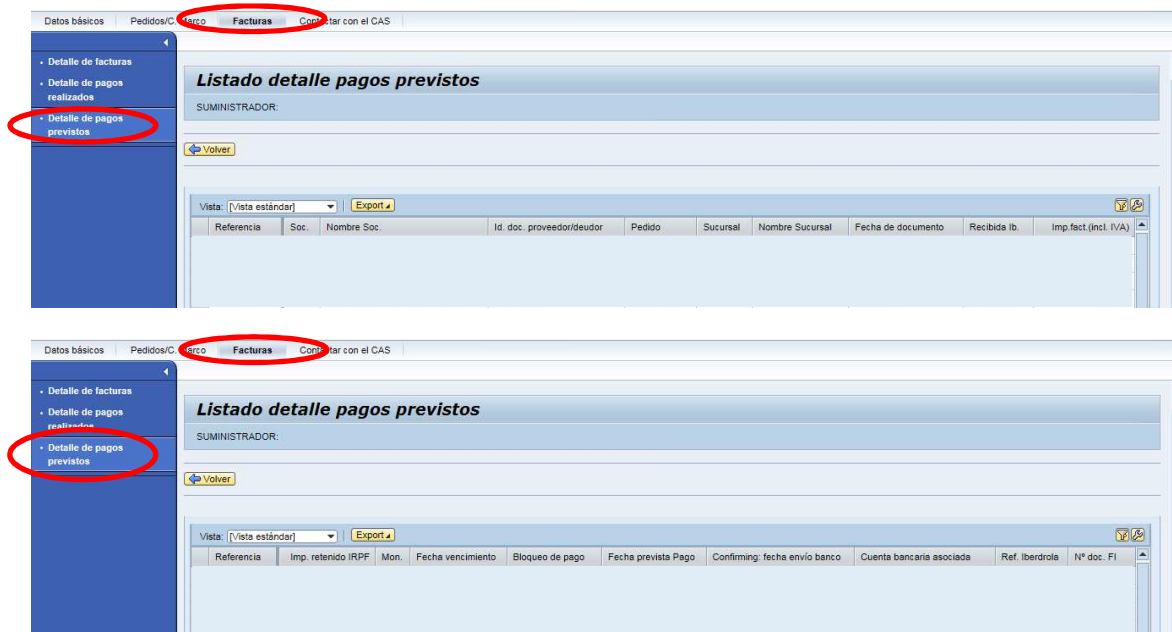 Datos básicos Pedidos/C. Marco Facturas Contactar con el CAS
Detalle de facturas
Detalle de pagos
realizados
Detalle de pagos
previstos
Listado detalle pagos previstos
SUMINISTRADOR:
Volver
Vista: [Vista estándar] Export
Referencia Soc. Nombre Soc. Id. doc. proveedor/deudor Pedido Sucursal Nombre Sucursal Fecha de documento Recibida Ib. Imp.fact.(incl. IVA)
Datos básicos Pedidos/C. Marco Facturas Contactar con el CAS
Detalle de facturas
Detalle de pagos
realizados
Detalle de pagos
previstos
Listado detalle pagos previstos
SUMINISTRADOR:
Volver
Vista: [Vista estándar] Export
Referencia Imp. retenido IRPF Mon. Fecha vencimiento Bloqueo de pago Fecha prevista Pago Confirming: fecha envío banco Cuenta bancaria asociada Ref. Iberdrola Nº doc. FI